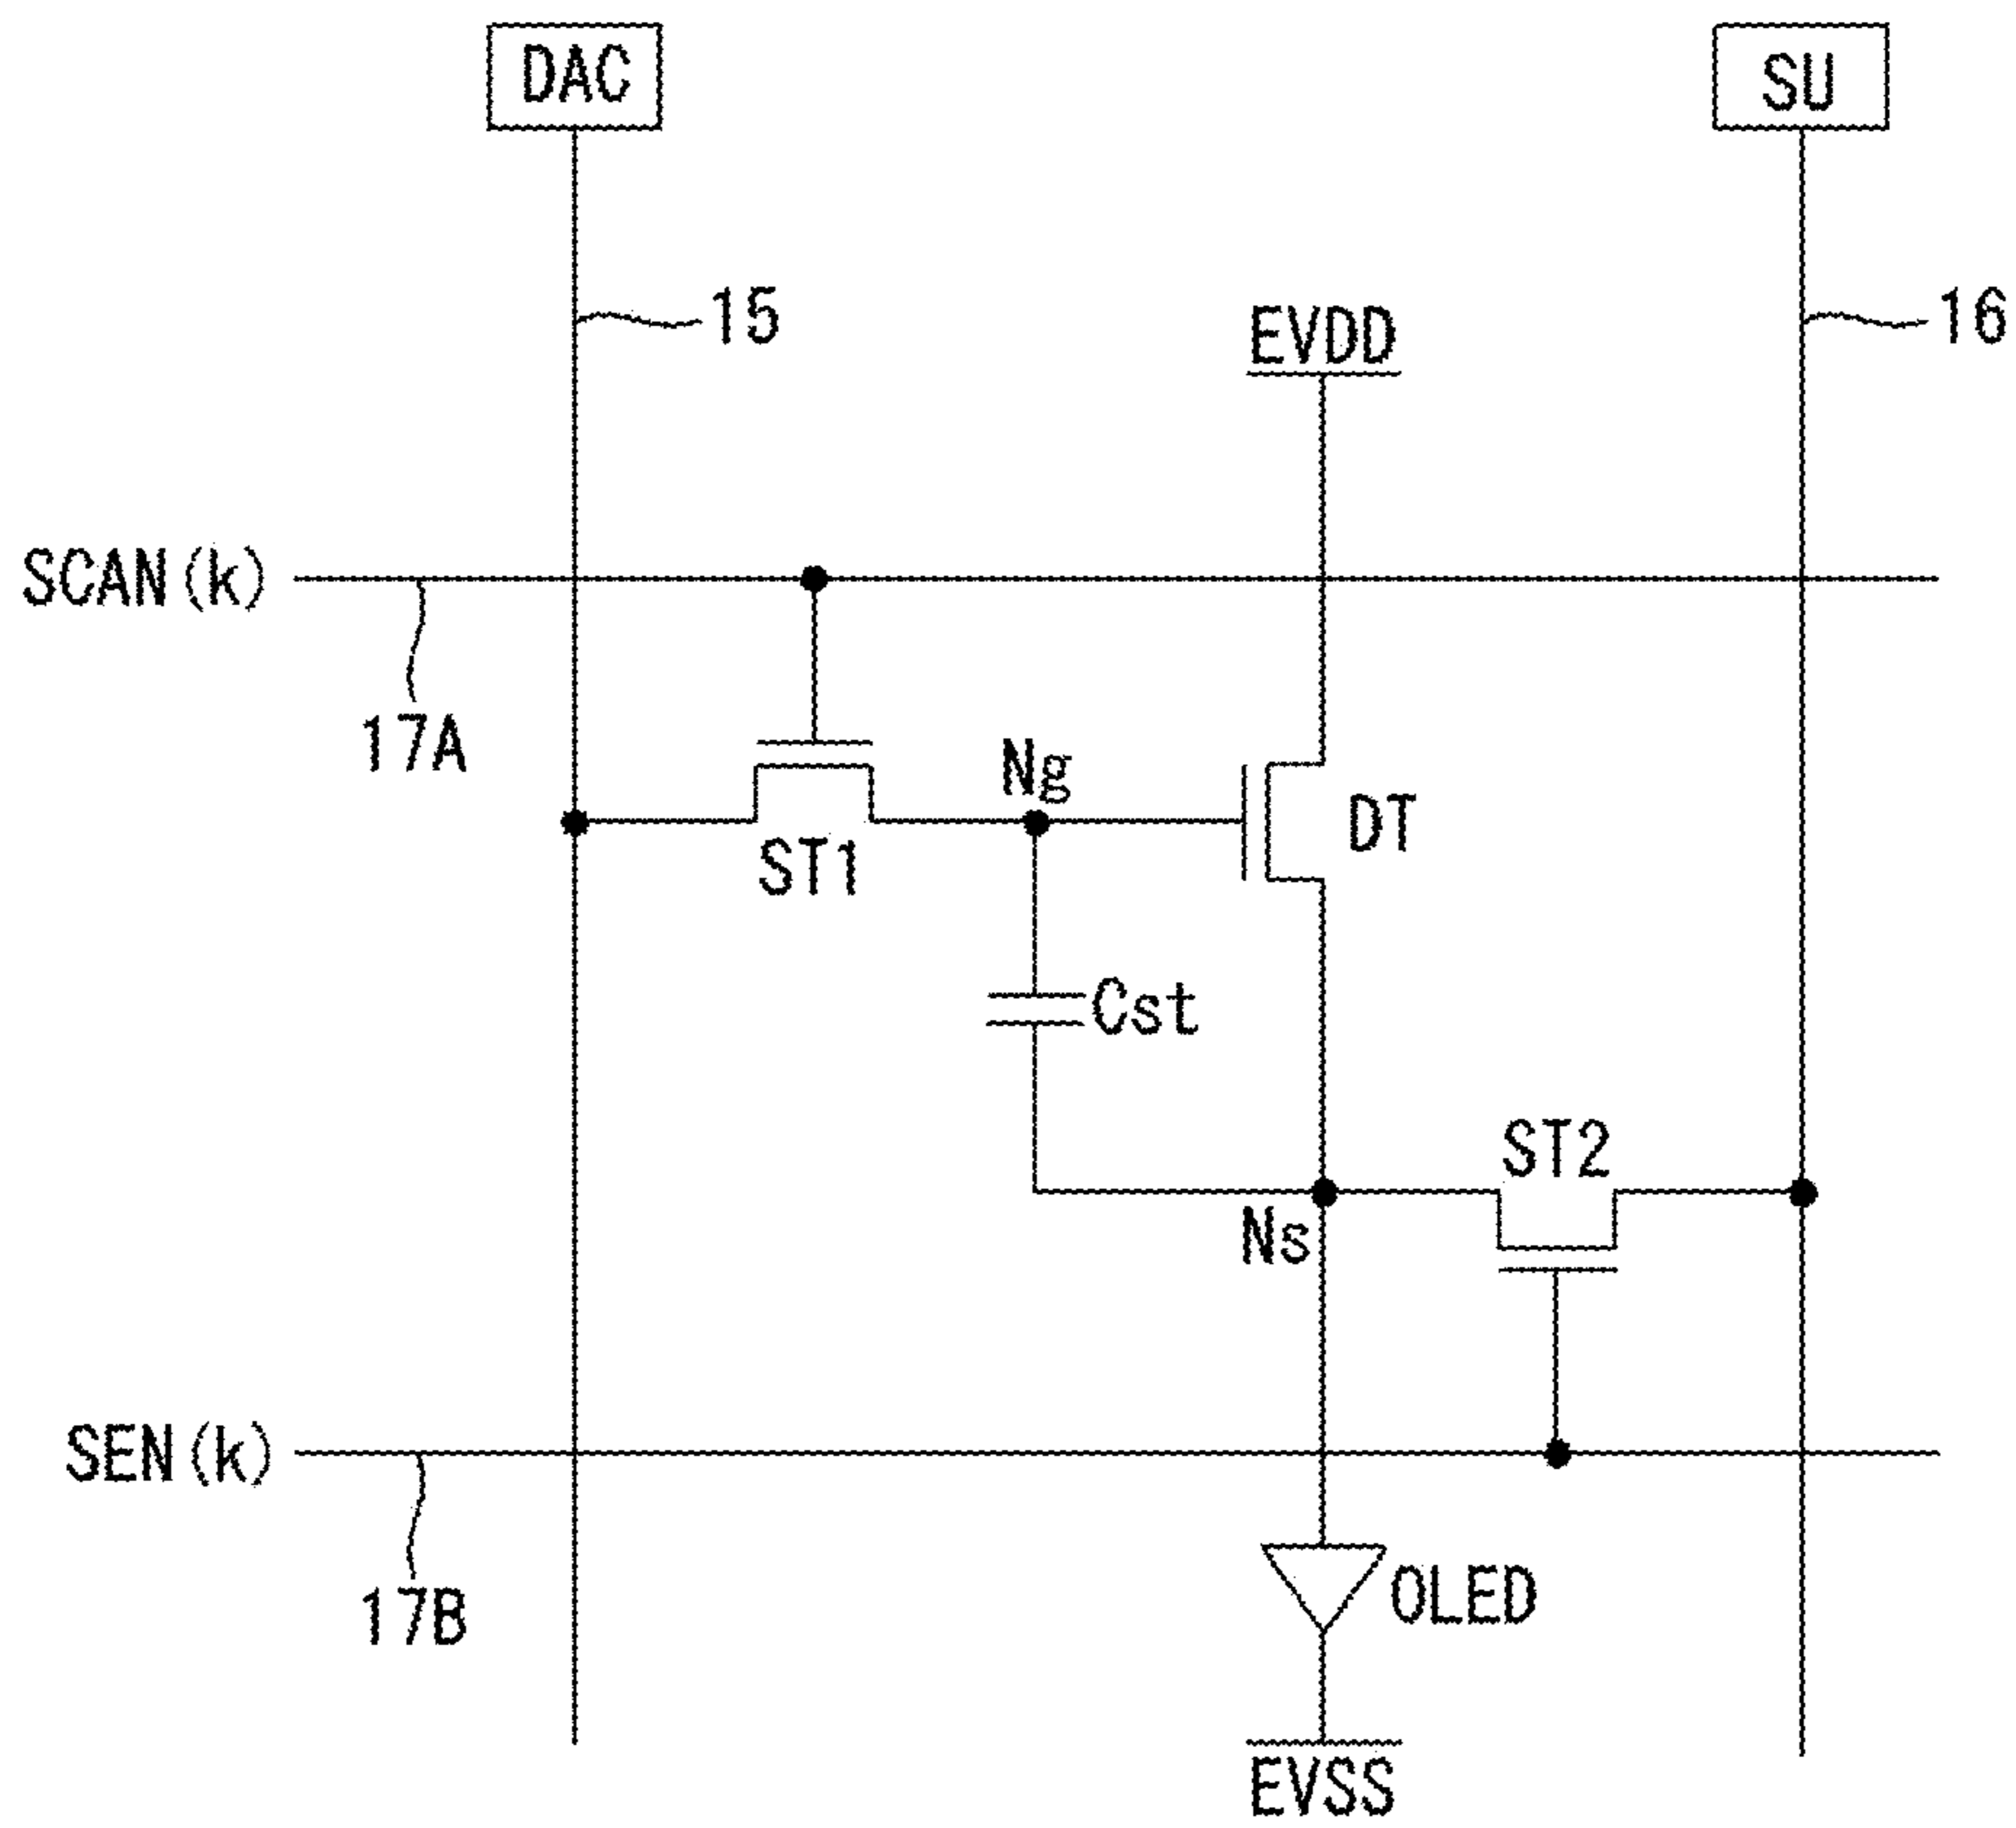 DAC
SU
15
EVDD
16
SCAN(k)
17A
Ng
DT
ST1
Cst
ST2
Ns
SEN(k)
17B
OLED
EVSS